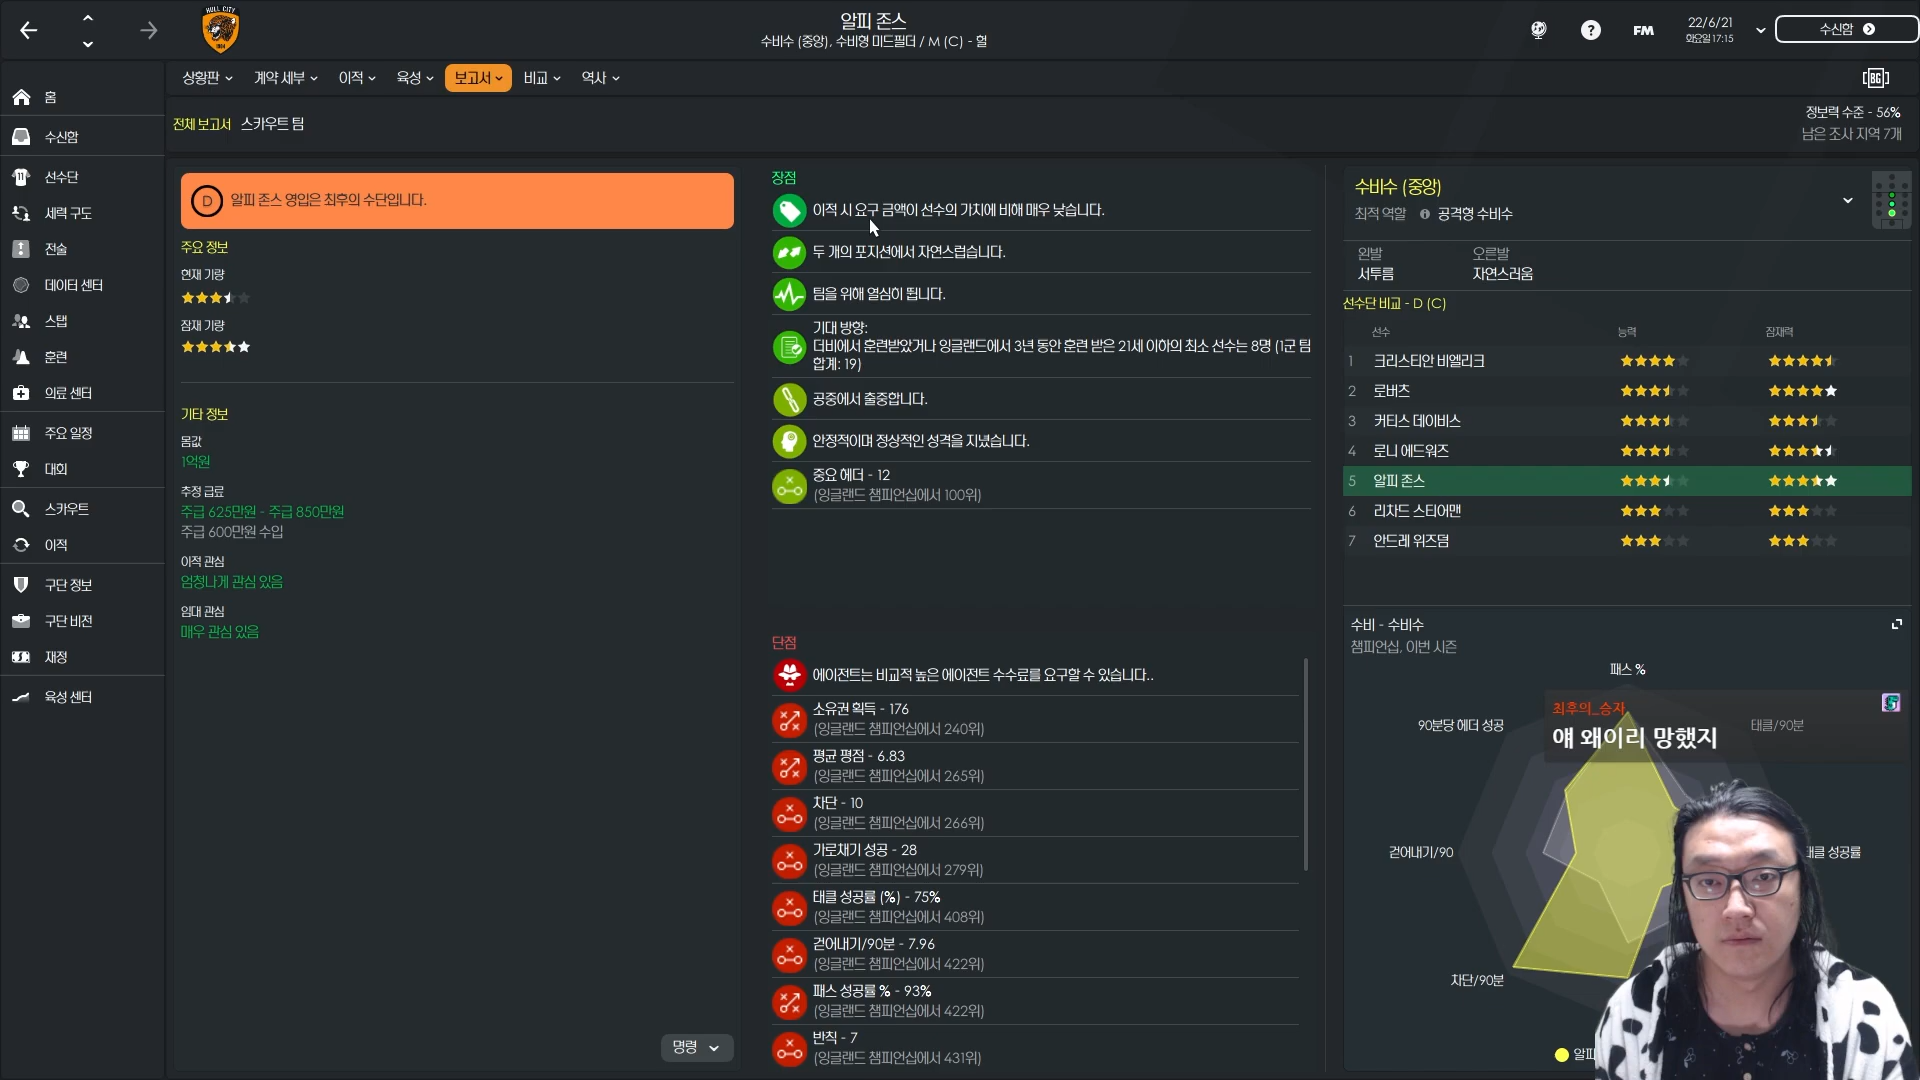 HULL CITY
알피 존스
수비수 (중앙), 수비형 미드필더 / M (C) - 헐
FM
22/6/21
화요일 17:15
수신함
상황판
계약 세부
이적
육성
보고서
비교
역사
홈
수신함
선수단
세력 구도
전술
데이터 센터
스탭
훈련
의료 센터
주요 일정
대회
스카우트
이적
구단 정보
구단 비전
재정
육성 센터
전체 보고서 스카우트 팀
정보력 수준 - 56%
남은 조사 지역 7개
D 알피 존스 영입은 최후의 수단입니다.
주요 정보
현재 기량
잠재 기량
기타 정보
몸값
1억원
추정 급료
주급 625만원 - 주급 850만원
주급 600만원 수입
이적 관심
엄청나게 관심 있음
임대 관심
매우 관심 있음
명령
장점
이적 시 요구 금액이 선수의 가치에 비해 매우 낮습니다.
두 개의 포지션에서 자연스럽습니다.
팀을 위해 열심히 뜁니다.
기대 방향:
더비에서 훈련받았거나 잉글랜드에서 3년 동안 훈련 받은 21세 이하의 최소 선수는 8명 (1군 팀
합계: 19)
공중에서 출중합니다.
안정적이며 정상적인 성격을 지녔습니다.
중요 헤더 - 12
(잉글랜드 챔피언십에서 100위)
단점
에이전트는 비교적 높은 에이전트 수수료를 요구할 수 있습니다..
소유권 획득 - 176
(잉글랜드 챔피언십에서 240위)
평균 평점 - 6.83
(잉글랜드 챔피언십에서 265위)
차단 - 10
(잉글랜드 챔피언십에서 266위)
가로채기 성공 - 28
(잉글랜드 챔피언십에서 279위)
태클 성공률 (%) - 75%
(잉글랜드 챔피언십에서 408위)
걷어내기/90분 - 7.96
(잉글랜드 챔피언십에서 422위)
패스 성공률 % - 93%
(잉글랜드 챔피언십에서 422위)
반칙 - 7
(잉글랜드 챔피언십에서 431위)
수비수 (중앙)
최적 역할 공격형 수비수
왼발 오른발
서투름 자연스러움
선수단 비교 - D (C)
선수 능력 잠재력
1 크리스티안 비엘리크
2 로버츠
3 커티스 데이비스
4 로니 에드워즈
5 알피 존스
6 리차드 스티어맨
7 안드레 위즈덤
수비 - 수비수
챔피언십, 이번 시즌
패스 %
90분당 헤더 성공
태클/90분
최후의_승자
얘 왜이리 망했지
걷어내기/90
태클 성공률
차단/90분
알피